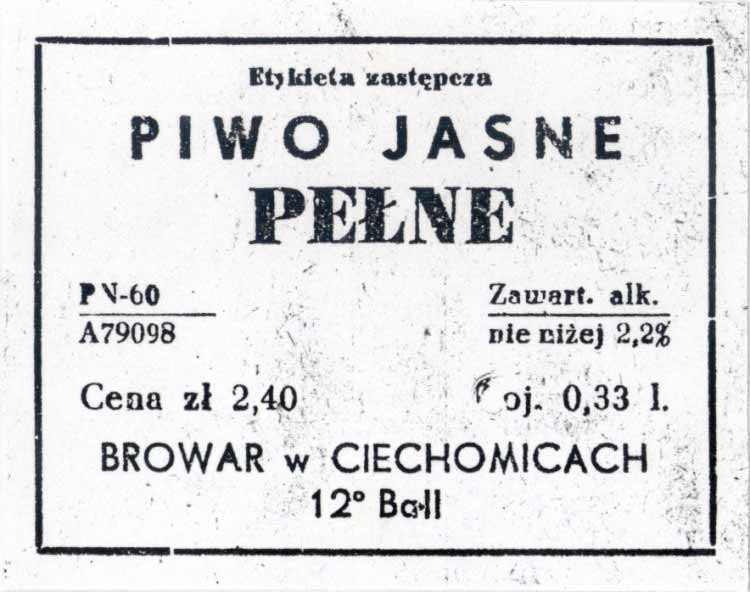 Etykieta zastępcza
PIWO JASNE
PEŁNE
PN-60
A79098
Zawart. alk.
nie niżej 2,2%
Cena zł 2,40
Poj. 0,33 l.
BROWAR w CIECHOMICACH
12° Ball